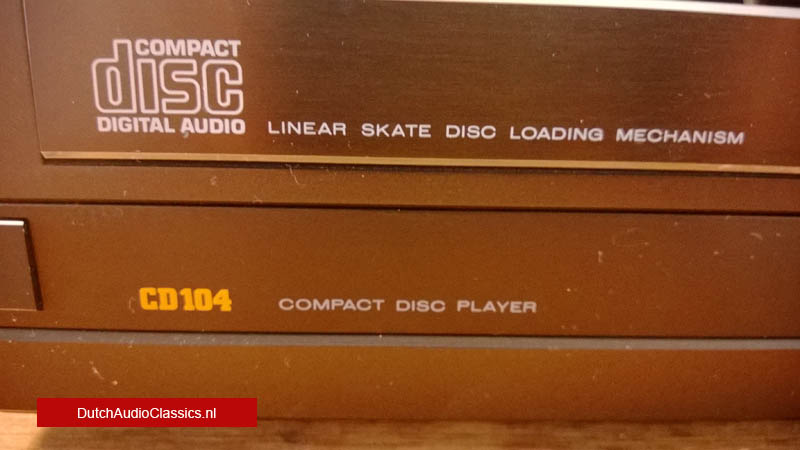 COMPACT
disc
DIGITAL AUDIO
LINEAR SKATE DISC LOADING MECHANISM
CD104
COMPACT DISC PLAYER
DutchAudioClassics.nl